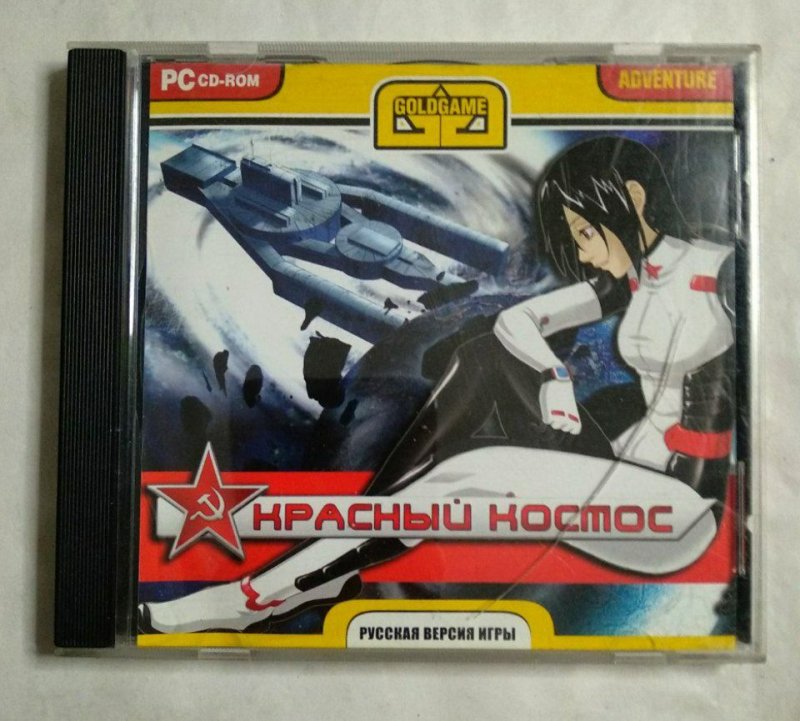 PC CD-ROM
GOLDGAME
ADVENTURE
КРАСНЫЙ КОСМОС
РУССКАЯ ВЕРСИЯ ИГРЫ